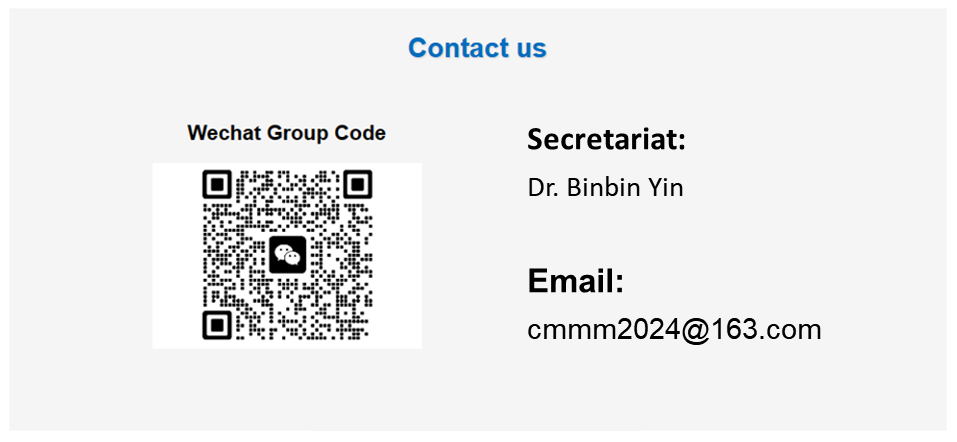 Contact us
Wechat Group Code
Secretariat:
Dr. Binbin Yin
Email:
cmmm2024@163.com